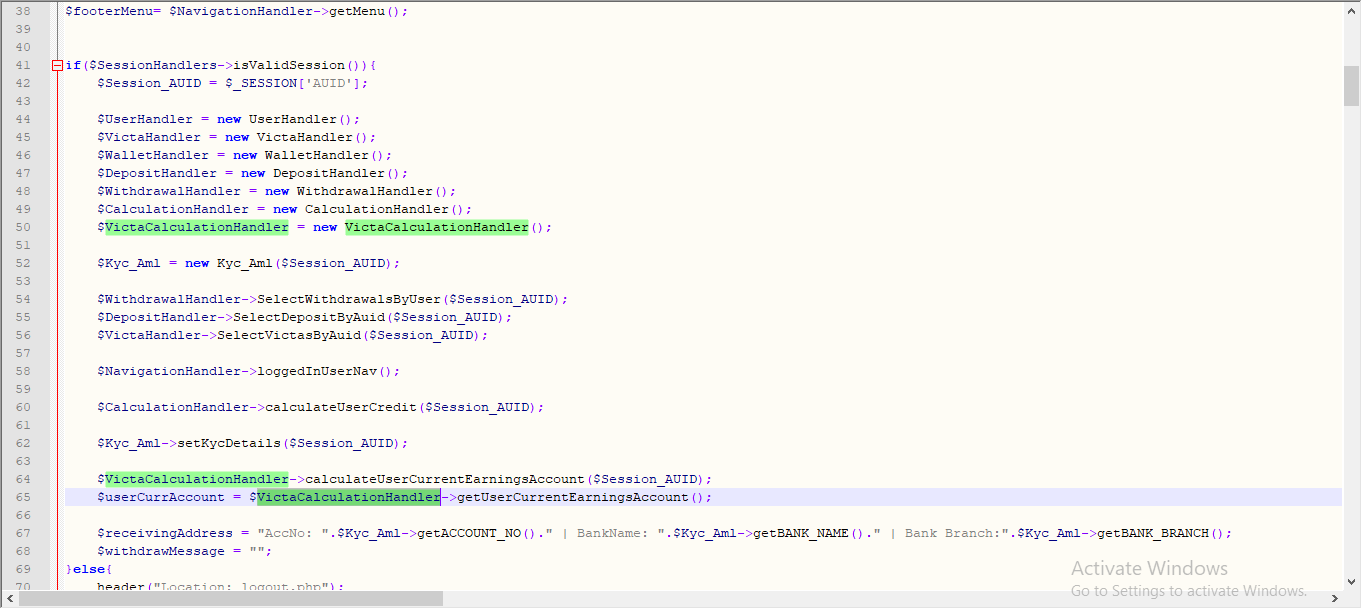 38 $footerMenu= $NavigationHandler->getMenu();
39
40
41 if($SessionHandlers->isValidSession()){
42 $Session_AUID = $_SESSION['AUID'];
43
44 $UserHandler = new UserHandler();
45 $VictaHandler = new VictaHandler();
46 $WalletHandler = new WalletHandler();
47 $DepositHandler = new DepositHandler();
48 $WithdrawalHandler = new WithdrawalHandler();
49 $CalculationHandler = new CalculationHandler();
50 $VictaCalculationHandler = new VictaCalculationHandler();
51
52 $Kyc_Aml = new Kyc_Aml($Session_AUID);
53
54 $WithdrawalHandler->SelectWithdrawalsByUser($Session_AUID);
55 $DepositHandler->SelectDepositByAuid($Session_AUID);
56 $VictaHandler->SelectVictasByAuid($Session_AUID);
57
58 $NavigationHandler->loggedInUserNav();
59
60 $CalculationHandler->calculateUserCredit($Session_AUID);
61
62 $Kyc_Aml->setKycDetails($Session_AUID);
63
64 $VictaCalculationHandler->calculateUserCurrentEarningsAccount($Session_AUID);
65 $userCurrAccount = $VictaCalculationHandler->getUserCurrentEarningsAccount();
66
67 $receivingAddress = "AccNo: ".$Kyc_Aml->getACCOUNT_NO()." | BankName: ".$Kyc_Aml->getBANK_NAME()." | Bank Branch:".$Kyc_Aml->getBANK_BRANCH();
68 $withdrawMessage = "";
69 }else{
70 header("Location: logout.php");
Activate Windows
Go to Settings to activate Windows.